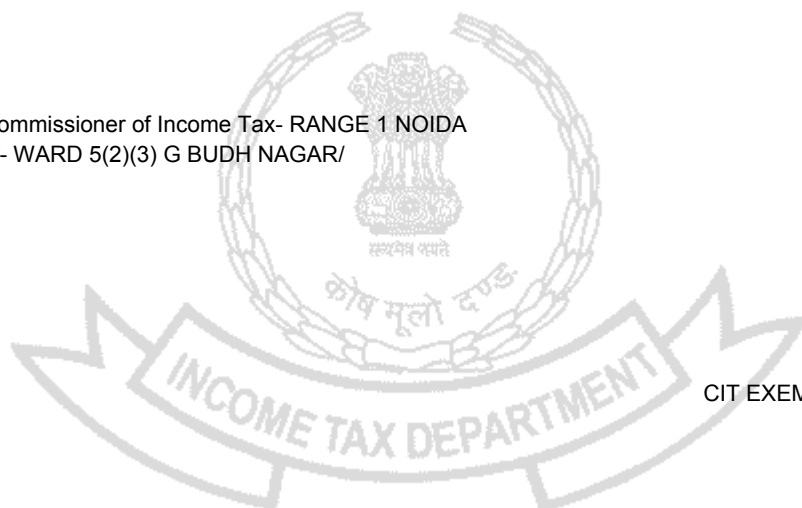 ommissioner of Income Tax- RANGE 1 NOIDA
- WARD 5(2)(3) G BUDH NAGAR/
सत्यमेव जयते
कोष मूलो दण्डः
INCOME TAX DEPARTMENT
CIT EXEM